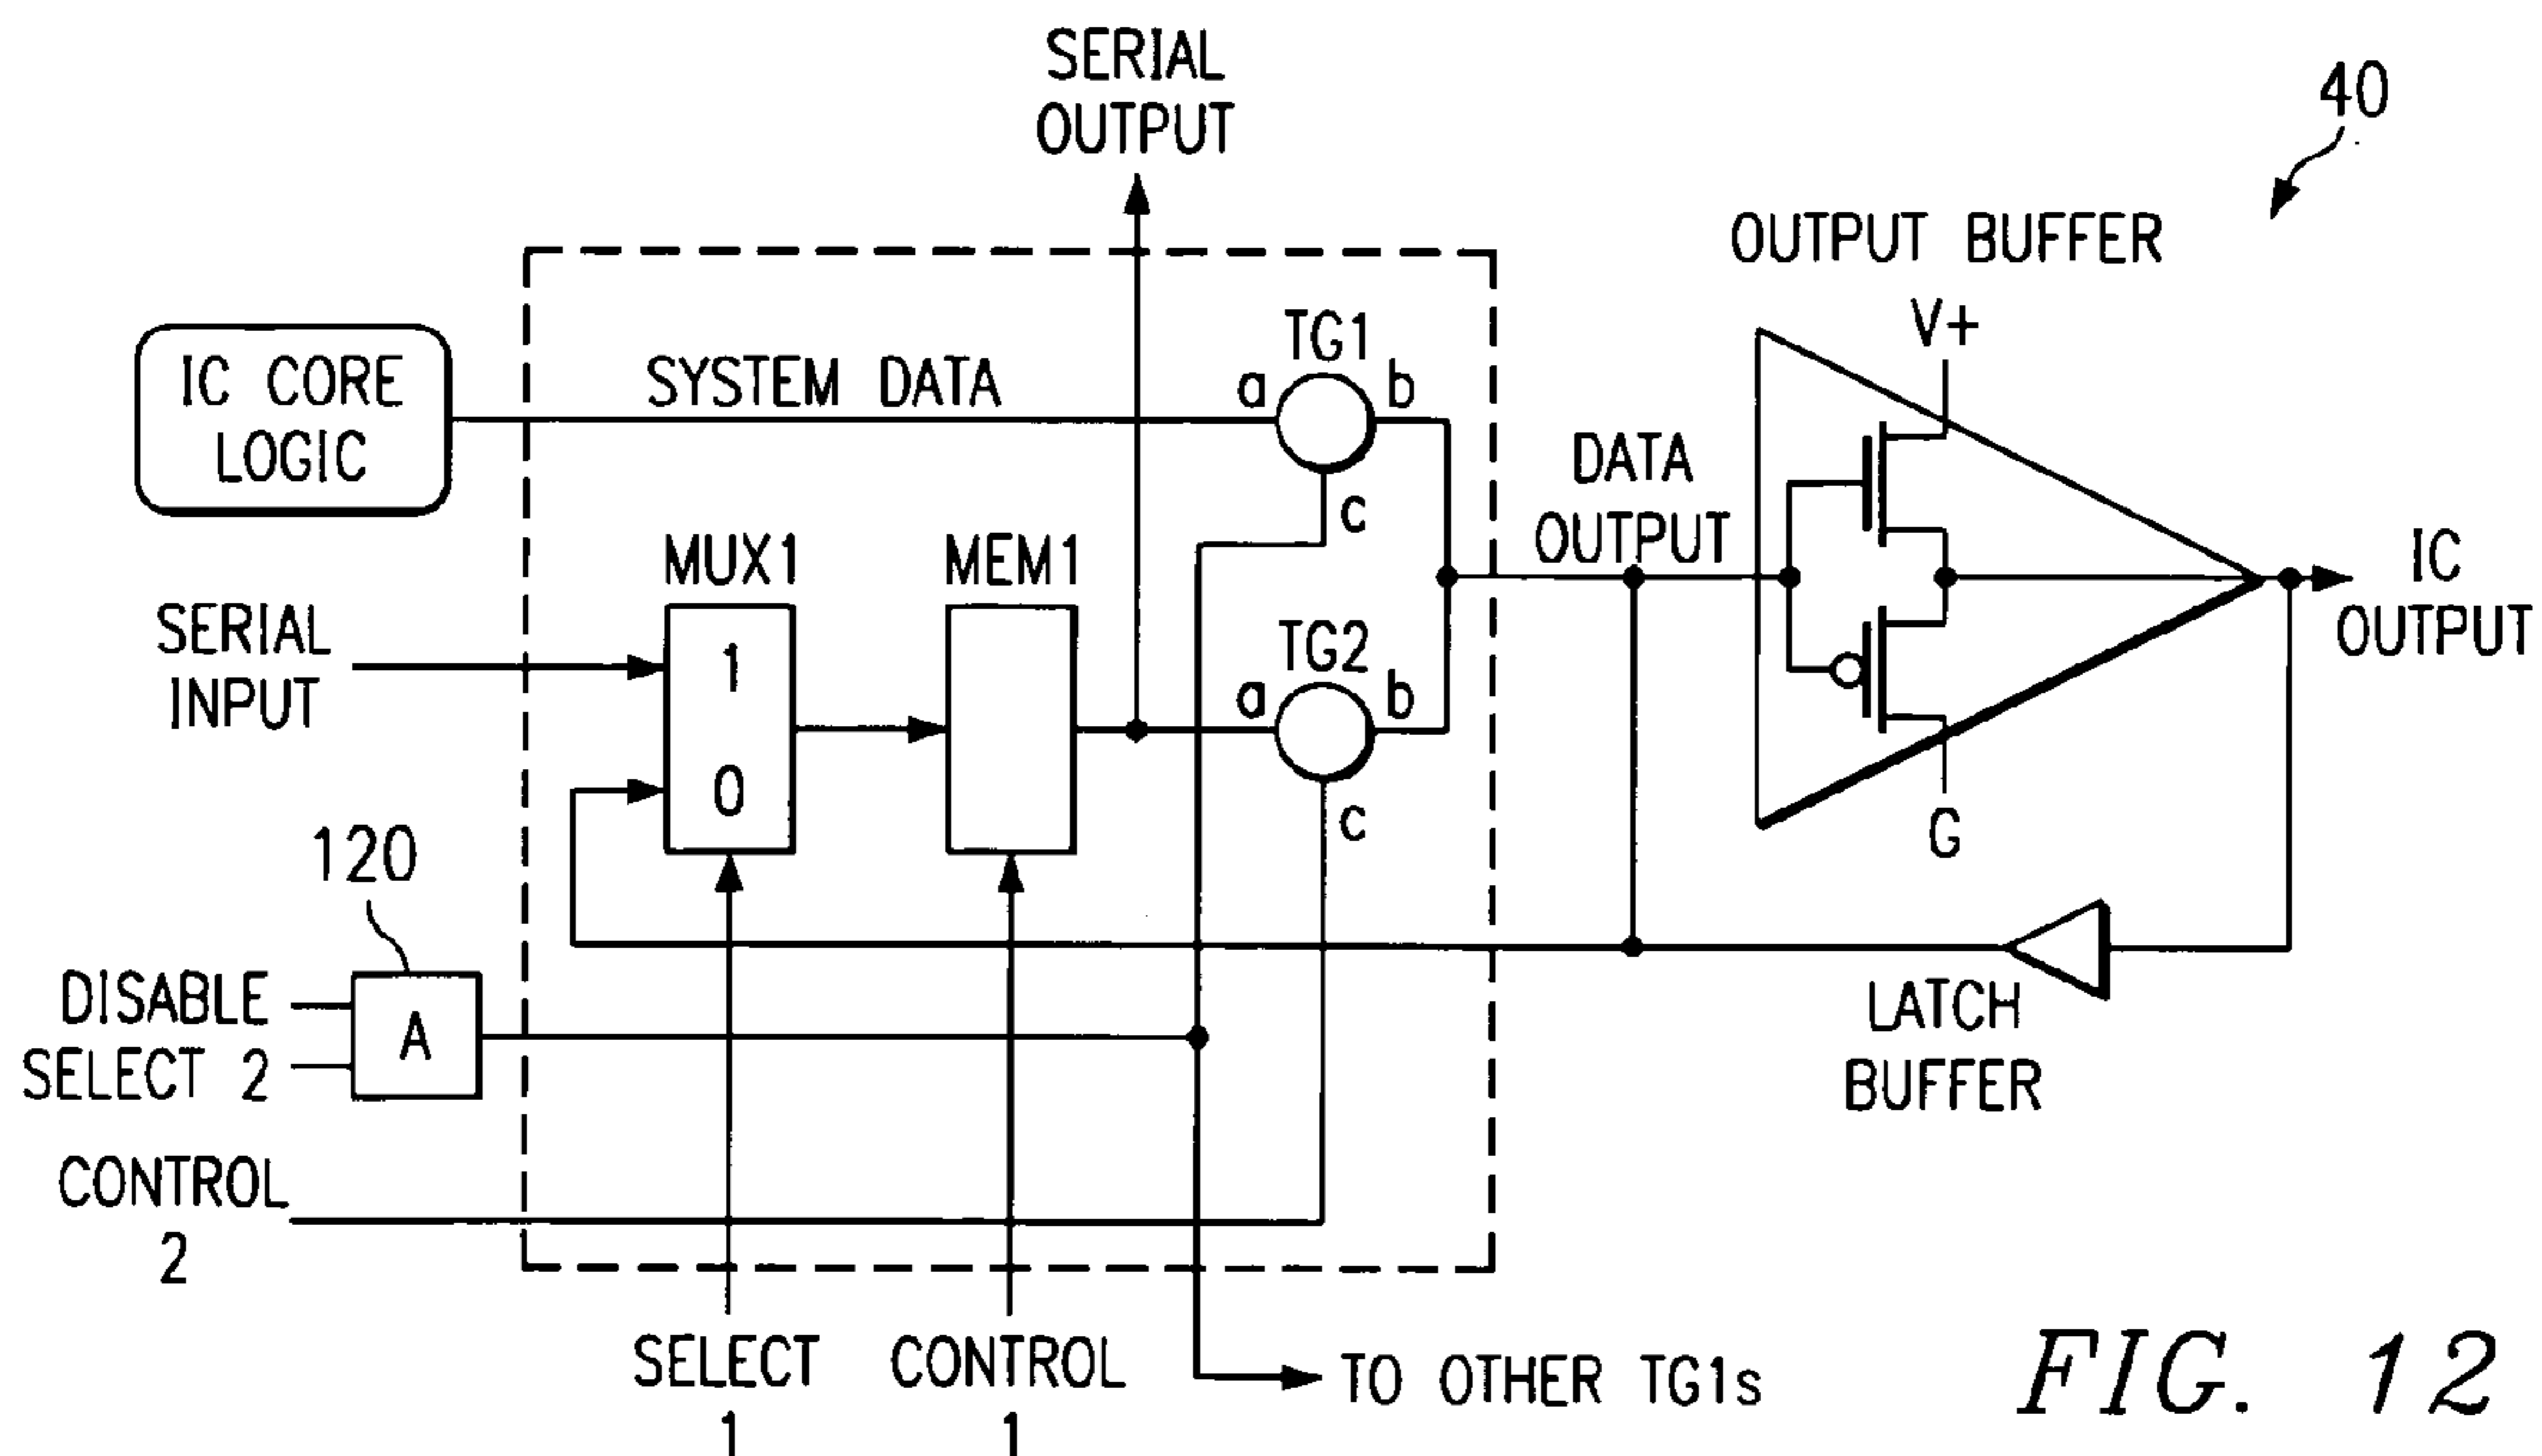 SERIAL
OUTPUT
40
OUTPUT BUFFER
V+
IC CORE
LOGIC
SYSTEM DATA
TG1
a
b
c
DATA
OUTPUT
IC
OUTPUT
MUX1
MEM1
SERIAL
INPUT
1
0
TG2
a
b
c
G
120
DISABLE
SELECT 2
A
LATCH
BUFFER
CONTROL
2
SELECT
1
CONTROL
1
TO OTHER TG1s
FIG. 12